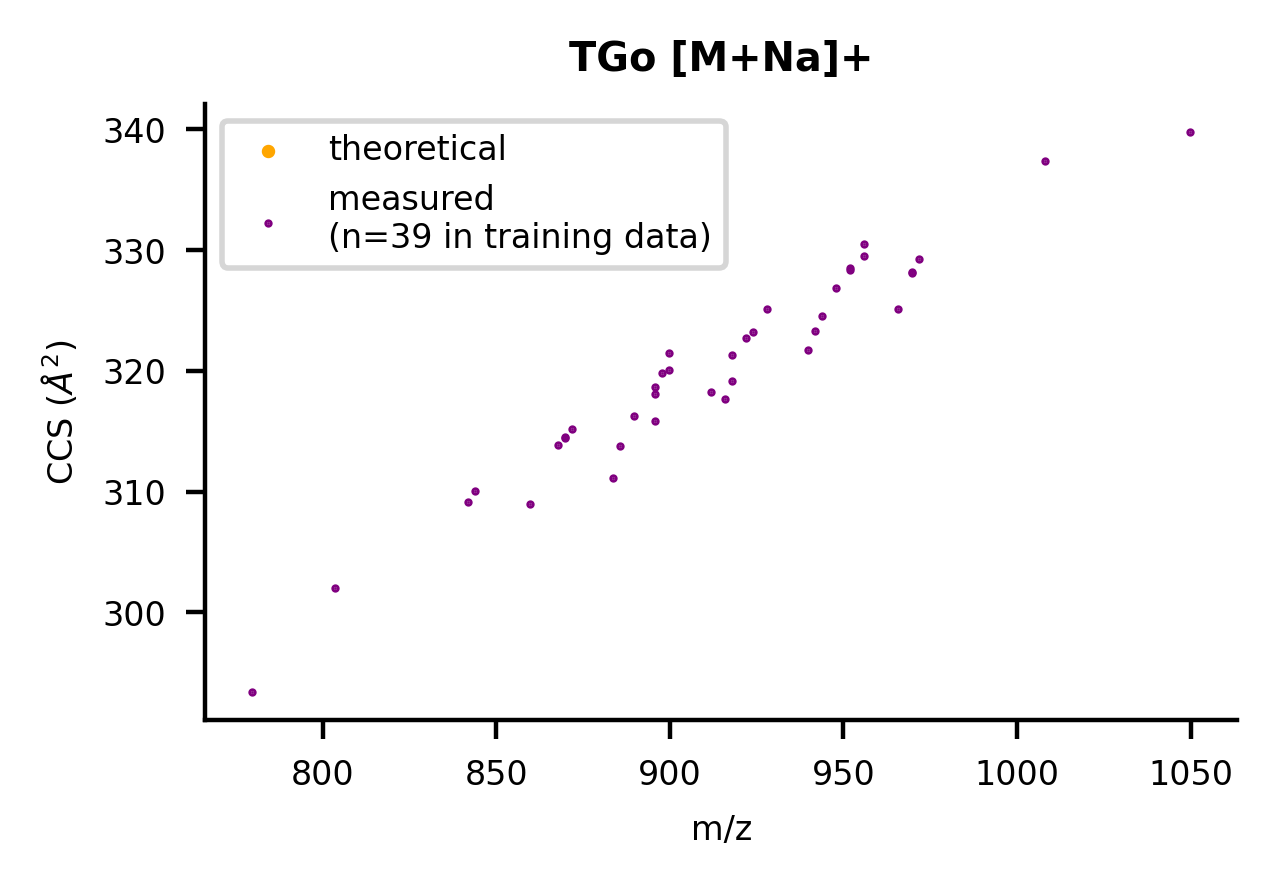 TGo [M+Na]+
theoretical
measured
(n=39 in training data)
340
330
320
310
300
CCS (Å²)
800 850 900 950 1000 1050
m/z